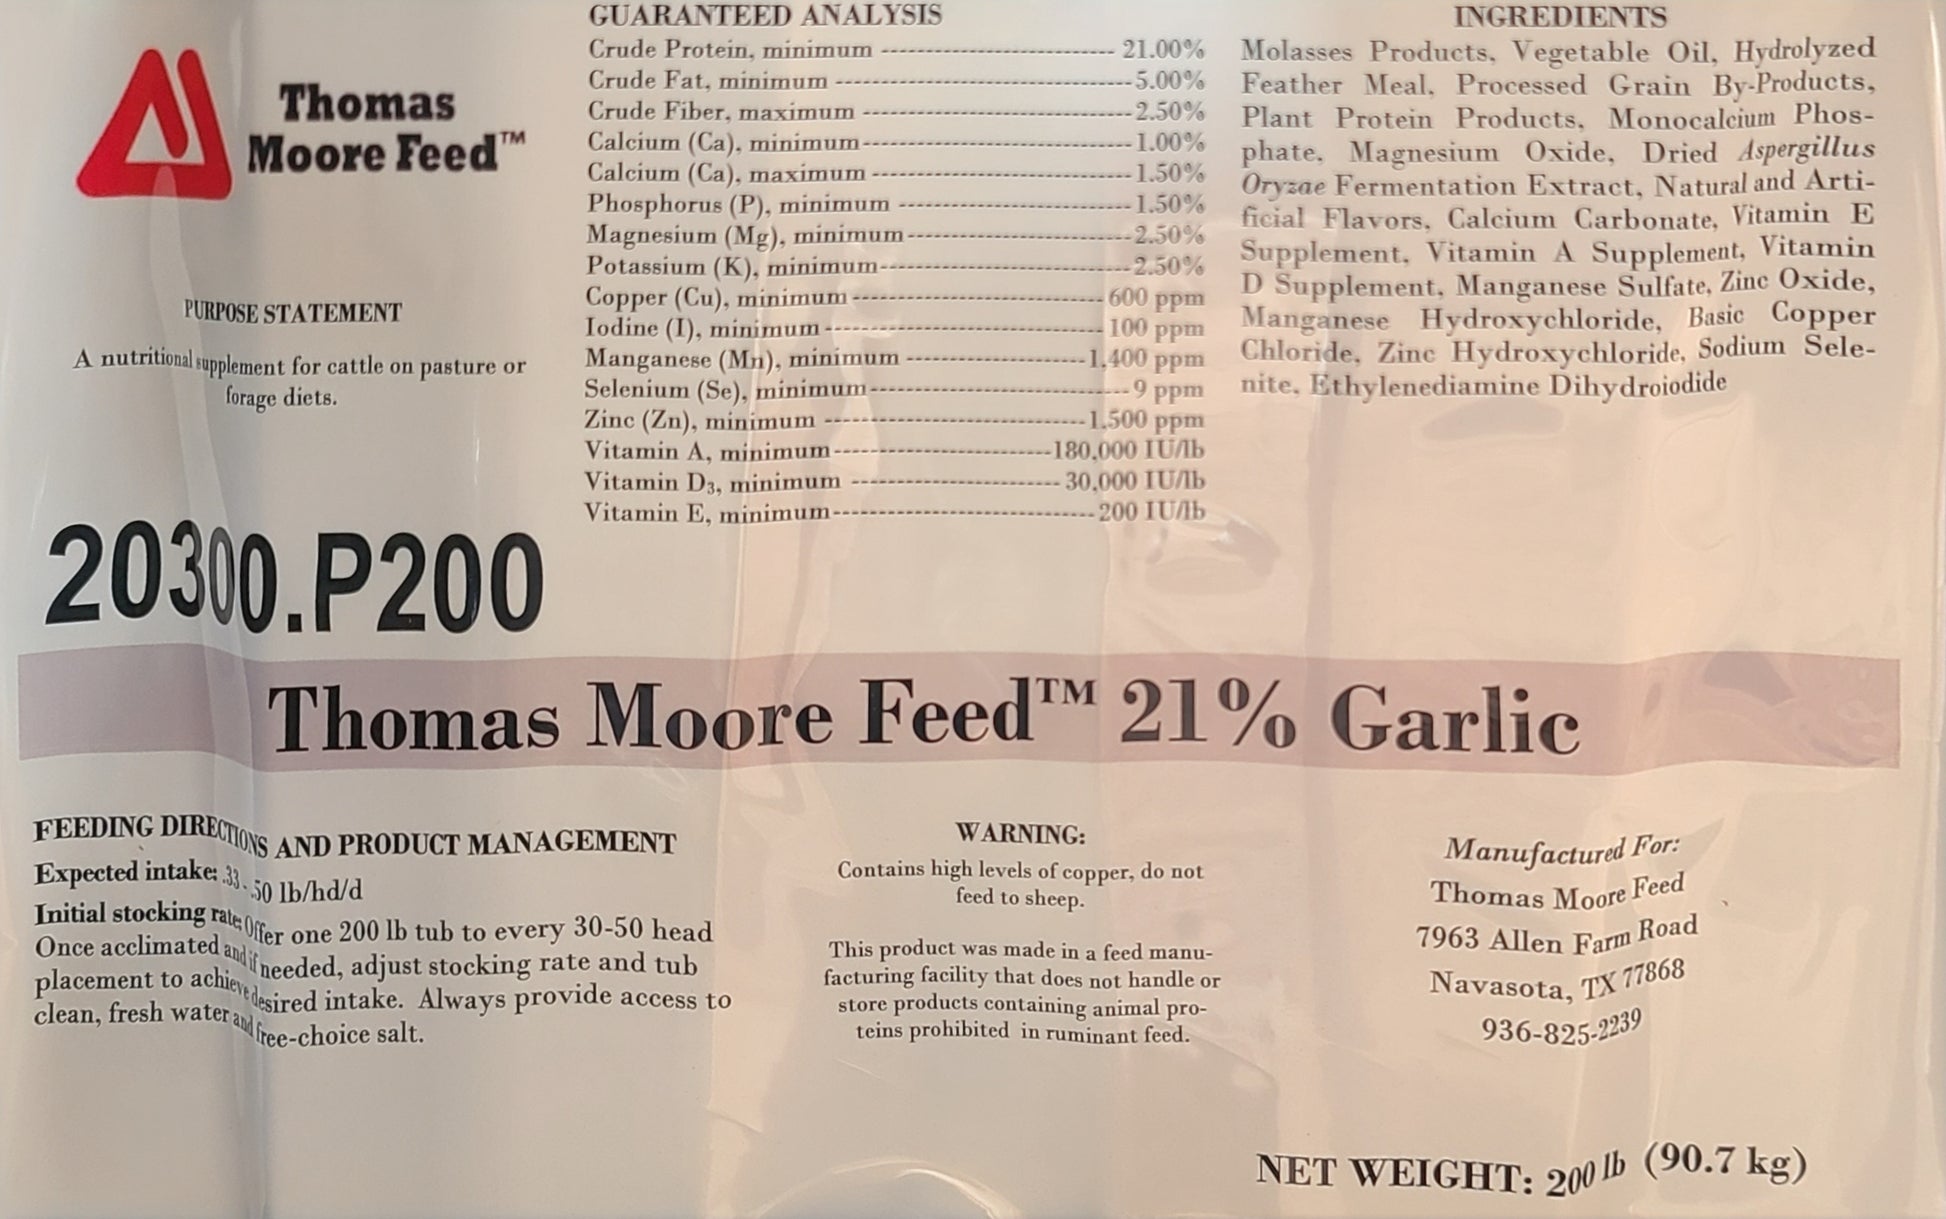 Thomas
Moore Feed™
PURPOSE STATEMENT
A nutritional supplement for cattle on pasture or
forage diets.
20300.P200
GUARANTEED ANALYSIS
Crude Protein, minimum ---------------------------- 21.00%
Crude Fat, minimum ----------------------------------5.00%
Crude Fiber, maximum -------------------------------2.50%
Calcium (Ca), minimum-------------------------------1.00%
Calcium (Ca), maximum ------------------------------1.50%
Phosphorus (P), minimum ---------------------------1.50%
Magnesium (Mg), minimum--------------------------2.50%
Potassium (K), minimum-----------------------------2.50%
Copper (Cu), minimum ----------------------------- 600 ppm
Iodine (I), minimum -------------------------------- 100 ppm
Manganese (Mn), minimum ---------------------1,400 ppm
Selenium (Se), minimum------------------------------9 ppm
Zinc (Zn), minimum ------------------------------1,500 ppm
Vitamin A, minimum-------------------------180,000 IU/lb
Vitamin D3, minimum ------------------------ 30,000 IU/lb
Vitamin E, minimum------------------------------200 IU/lb
INGREDIENTS
Molasses Products, Vegetable Oil, Hydrolyzed
Feather Meal, Processed Grain By-Products,
Plant Protein Products, Monocalcium Phos-
phate, Magnesium Oxide, Dried Aspergillus
Oryzae Fermentation Extract, Natural and Arti-
ficial Flavors, Calcium Carbonate, Vitamin E
Supplement, Vitamin A Supplement, Vitamin
D Supplement, Manganese Sulfate, Zinc Oxide,
Manganese Hydroxychloride, Basic Copper
Chloride, Zinc Hydroxychloride, Sodium Sele-
nite, Ethylenediamine Dihydroiodide
Thomas Moore Feed™ 21% Garlic
FEEDING DIRECTIONS AND PRODUCT MANAGEMENT
Expected intake: .33 - .50 lb/hd/d
Initial stocking rate: Offer one 200 lb tub to every 30-50 head
Once acclimated and if needed, adjust stocking rate and tub
placement to achieve desired intake. Always provide access to
clean, fresh water and free-choice salt.
WARNING:
Contains high levels of copper, do not
feed to sheep.
This product was made in a feed manu-
facturing facility that does not handle or
store products containing animal pro-
teins prohibited in ruminant feed.
Manufactured For:
Thomas Moore Feed
7963 Allen Farm Road
Navasota, TX 77868
936-825-2239
NET WEIGHT: 200 lb (90.7 kg)